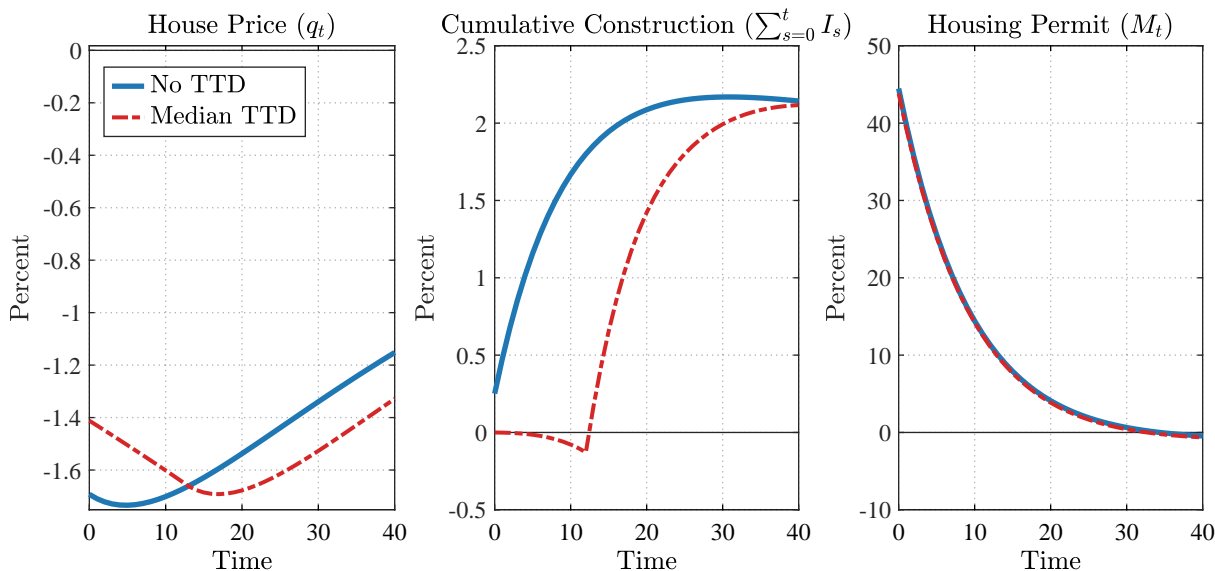 House Price ($q_t$)
0
-0.2
-0.4
-0.6
-0.8
-1
-1.2
-1.4
-1.6
Percent
No TTD
Median TTD
0 10 20 30 40
Time
Cumulative Construction ($\sum_{s=0}^{t} I_s$)
2.5
2
1.5
1
0.5
0
-0.5
Percent
0 10 20 30 40
Time
Housing Permit ($M_t$)
50
40
30
20
10
0
-10
Percent
0 10 20 30 40
Time